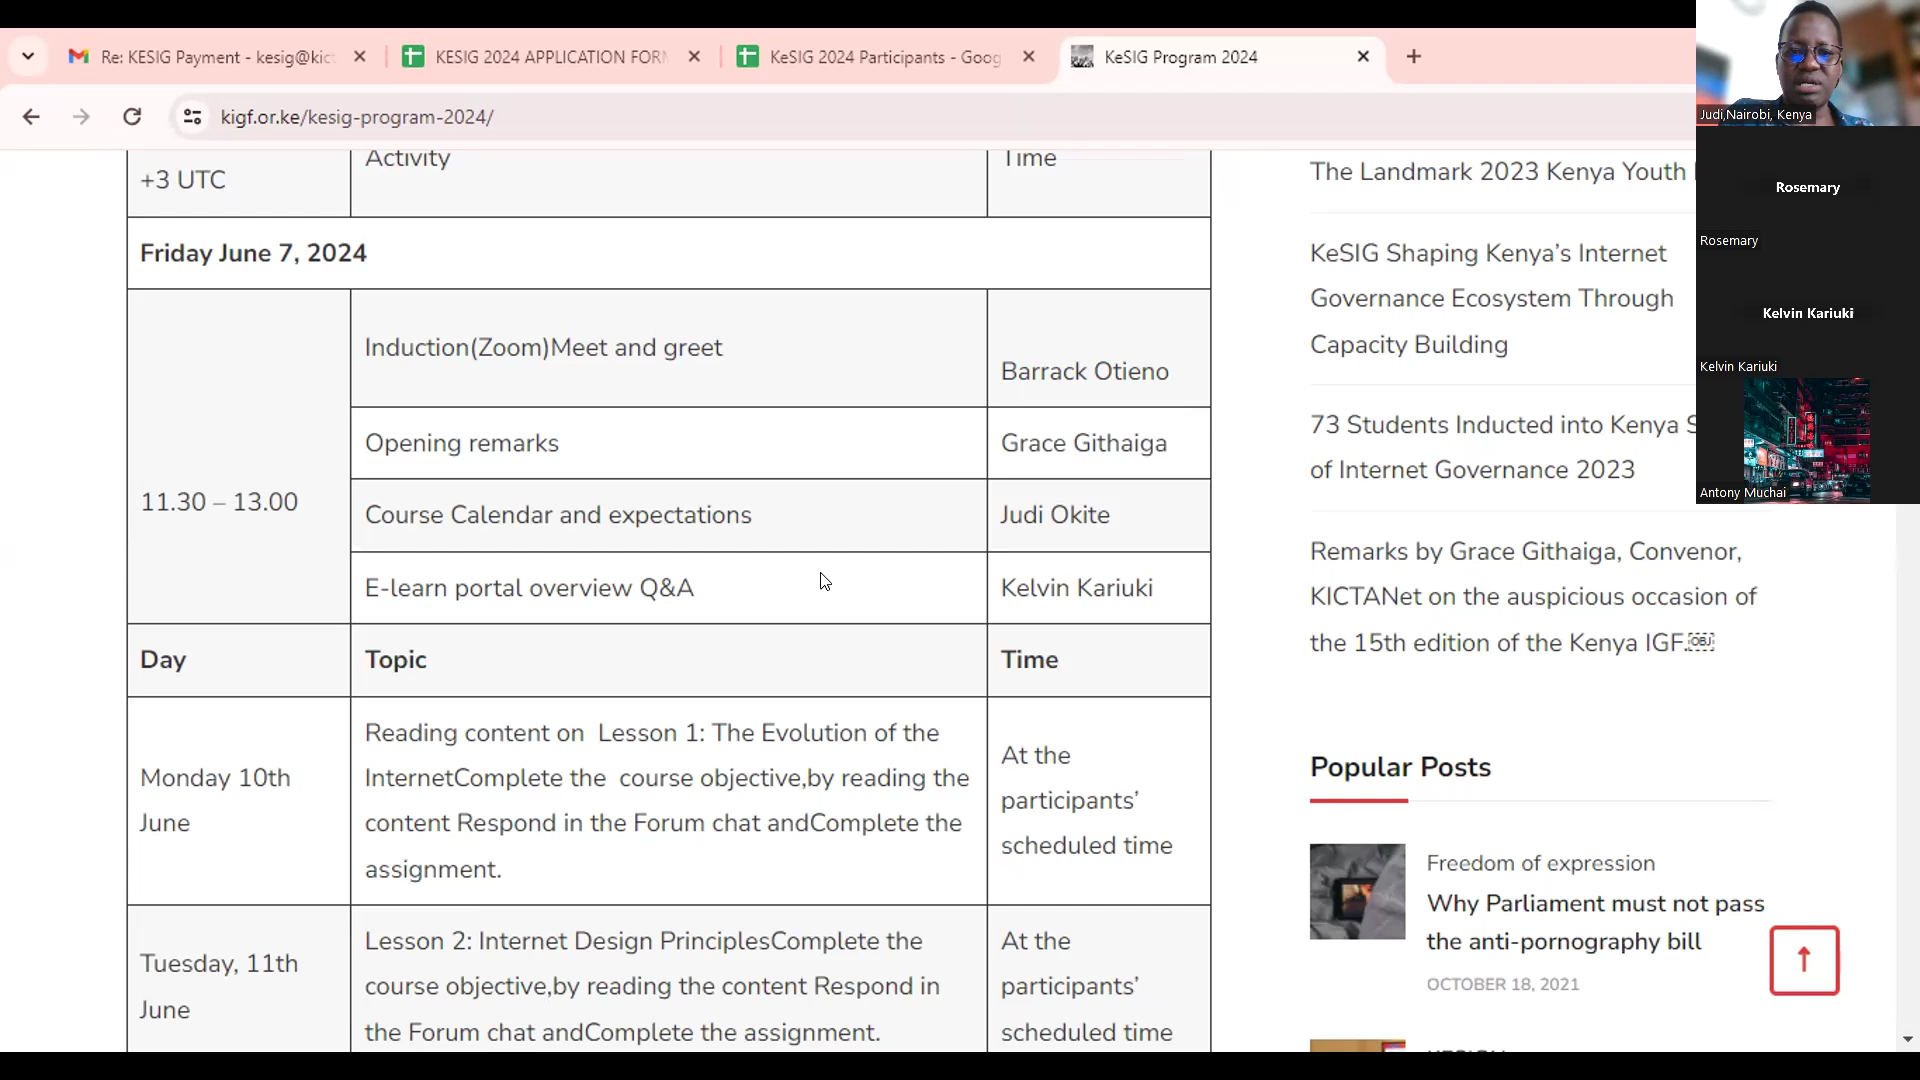 Re: KESIG Payment - kesig@kict
KESIG 2024 APPLICATION FORM
KeSIG 2024 Participants - Goog
KeSIG Program 2024
kigf.or.ke/kesig-program-2024/
Judi,Nairobi, Kenya
Rosemary
Rosemary
Kelvin Kariuki
Kelvin Kariuki
Antony Muchai
+3 UTC
Activity
Time
Friday June 7, 2024
11.30 – 13.00
Induction(Zoom)Meet and greet
Barrack Otieno
Opening remarks
Grace Githaiga
Course Calendar and expectations
Judi Okite
E-learn portal overview Q&A
Kelvin Kariuki
Day
Topic
Time
Monday 10th
June
Reading content on  Lesson 1: The Evolution of the
InternetComplete the  course objective,by reading the
content Respond in the Forum chat andComplete the
assignment.
At the
participants’
scheduled time
Tuesday, 11th
June
Lesson 2: Internet Design PrinciplesComplete the
course objective,by reading the content Respond in
the Forum chat andComplete the assignment.
At the
participants’
scheduled time
The Landmark 2023 Kenya Youth
KeSIG Shaping Kenya’s Internet
Governance Ecosystem Through
Capacity Building
73 Students Inducted into Kenya S
of Internet Governance 2023
Remarks by Grace Githaiga, Convenor,
KICTANet on the auspicious occasion of
the 15th edition of the Kenya IGF.
Popular Posts
Freedom of expression
Why Parliament must not pass
the anti-pornography bill
OCTOBER 18, 2021